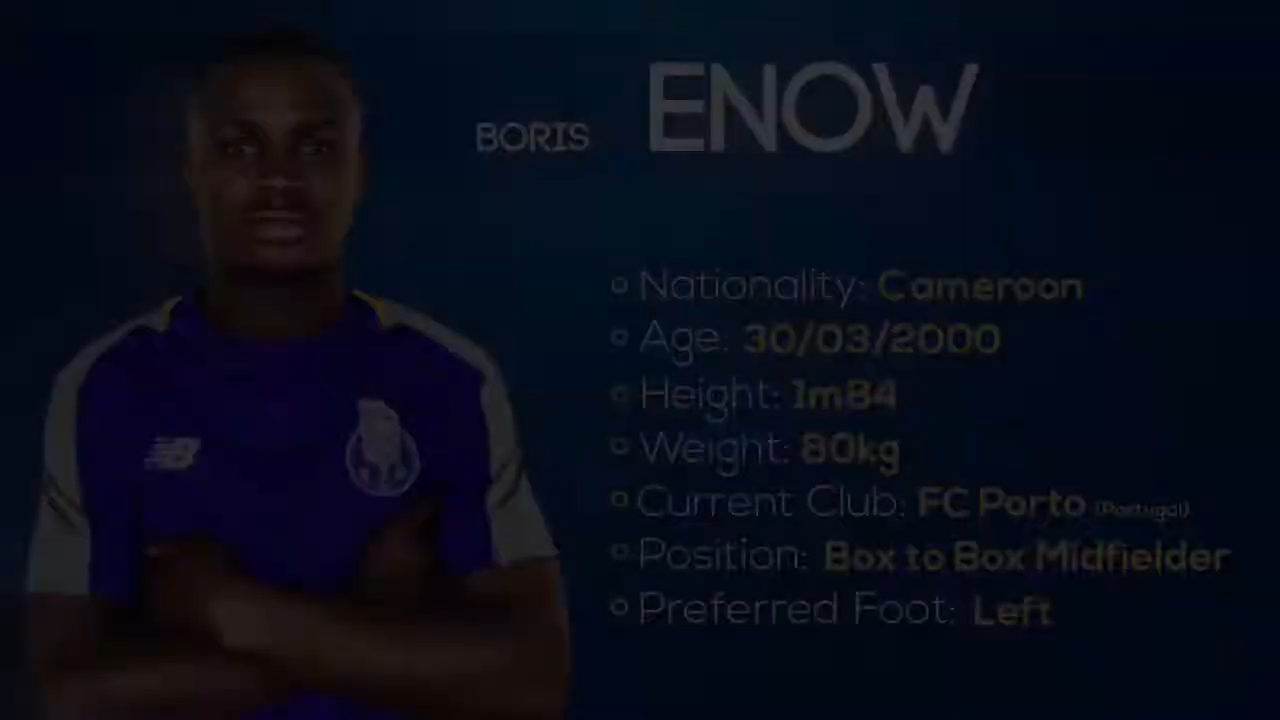 BORIS ENOW
Nationality: Cameroon
Age: 30/03/2000
Height: 1m84
Weight: 80kg
Current Club: FC Porto (Portugal)
Position: Box to Box Midfielder
Preferred Foot: Left
NB